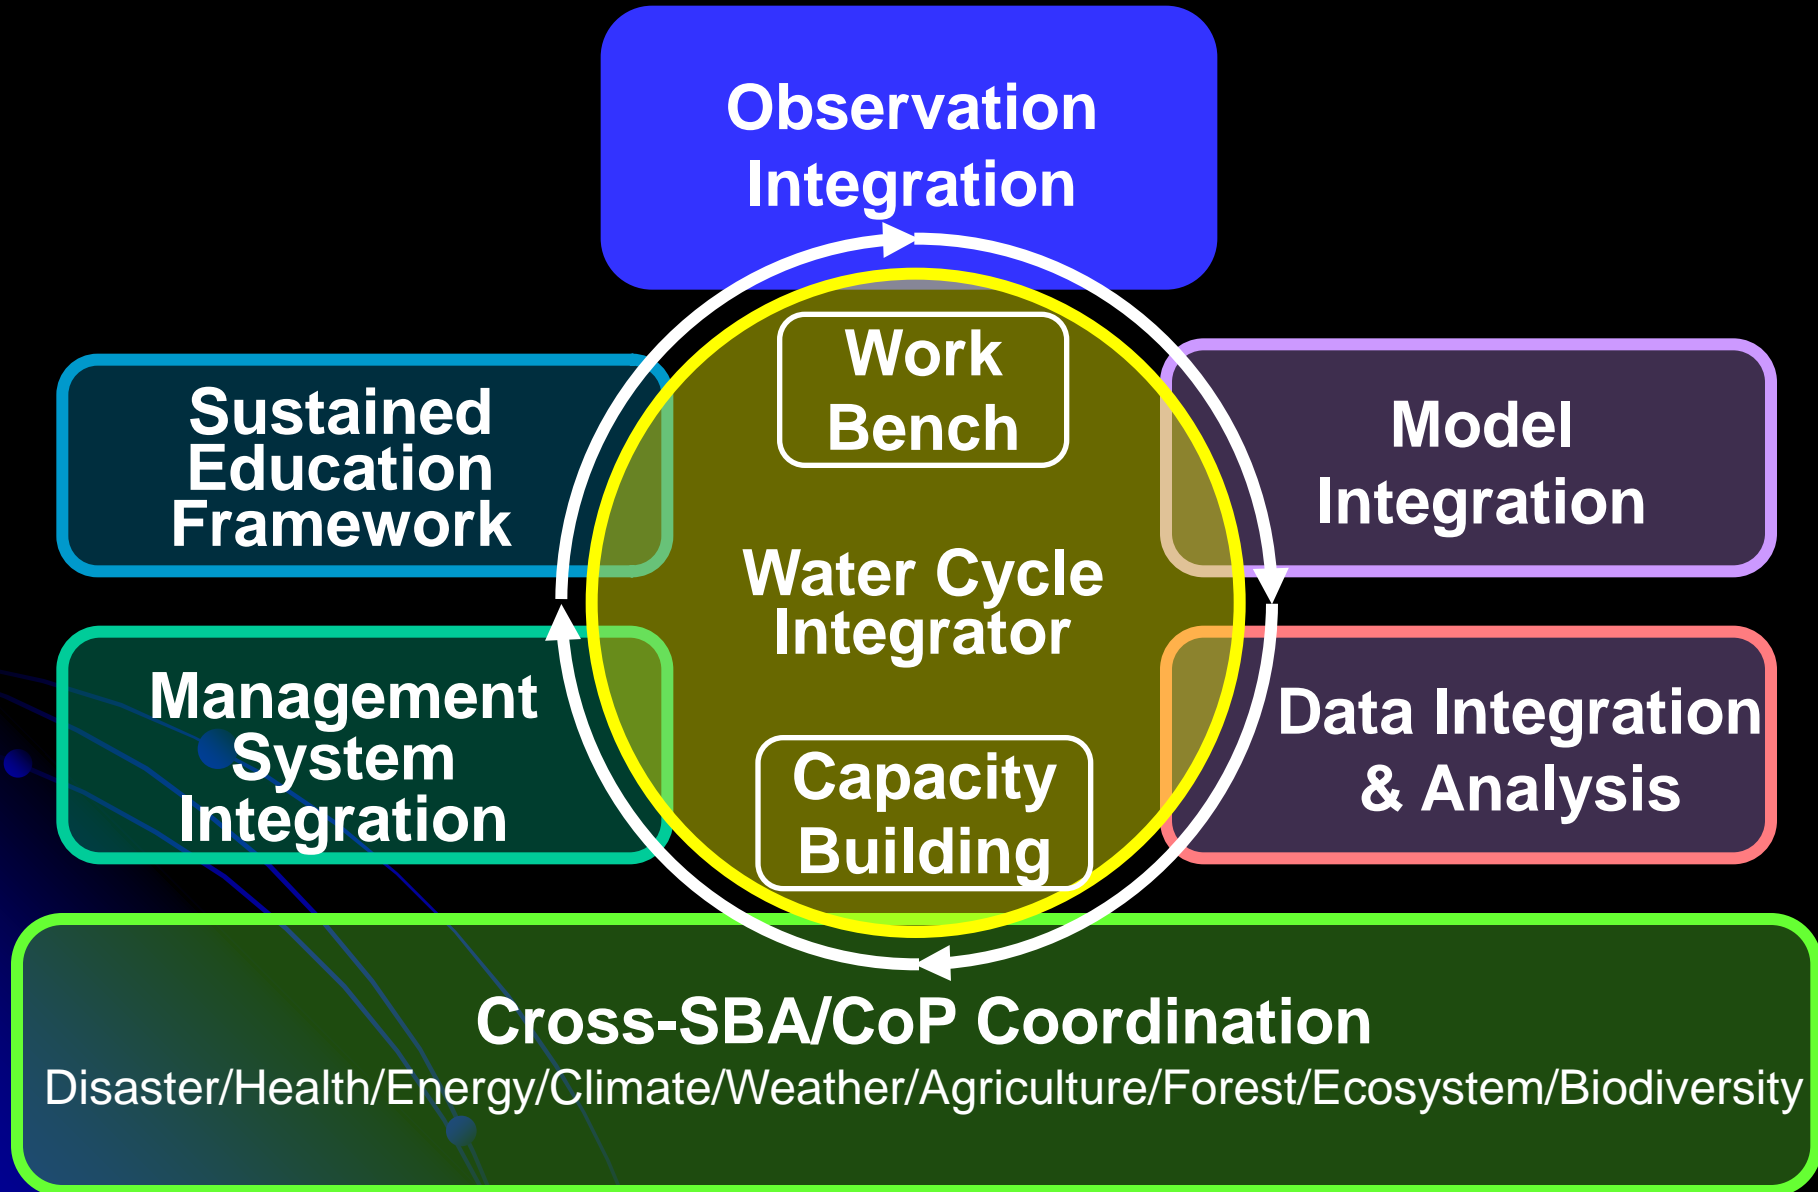 Observation
Integration
Work
Bench
Sustained
Education
Framework
Model
Integration
Water Cycle
Integrator
Management
System
Integration
Data Integration
& Analysis
Capacity
Building
Cross-SBA/CoP Coordination
Disaster/Health/Energy/Climate/Weather/Agriculture/Forest/Ecosystem/Biodiversity